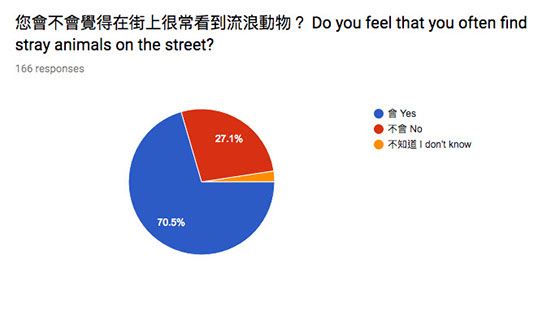 您會不會覺得在街上很常看到流浪動物？ Do you feel that you often find
stray animals on the street?
166 responses
會 Yes
不會 No
不知道 I don't know
27.1%
70.5%